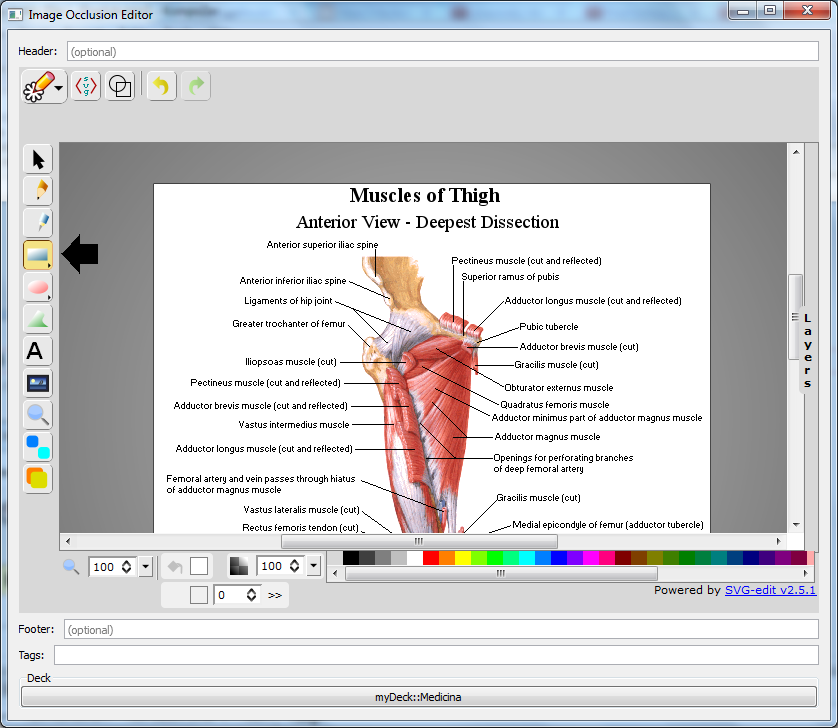 Image Occlusion Editor
Header:
(optional)
svg
Muscles of Thigh
Anterior View - Deepest Dissection
Anterior superior iliac spine
Pectineus muscle (cut and reflected)
Superior ramus of pubis
Anterior inferior iliac spine
Ligaments of hip joint
Adductor longus muscle (cut and reflected)
Greater trochanter of femur
Pubic tubercle
Adductor brevis muscle (cut)
Iliopsoas muscle (cut)
Gracilis muscle (cut)
Pectineus muscle (cut and reflected)
Obturator externus muscle
Adductor brevis muscle (cut and reflected)
Quadratus femoris muscle
Adductor minimus part of adductor magnus muscle
Vastus intermedius muscle
Adductor magnus muscle
Adductor longus muscle (cut and reflected)
Openings for perforating branches
of deep femoral artery
Femoral artery and vein passes through hiatus
of adductor magnus muscle
Gracilis muscle (cut)
Vastus lateralis muscle (cut)
Medial epicondyle of femur (adductor tubercle)
Rectus femoris tendon (cut)
Layers
A
100
100
0
>>
Powered by SVG-edit v2.5.1
Footer:
(optional)
Tags:
Deck
myDeck::Medicina